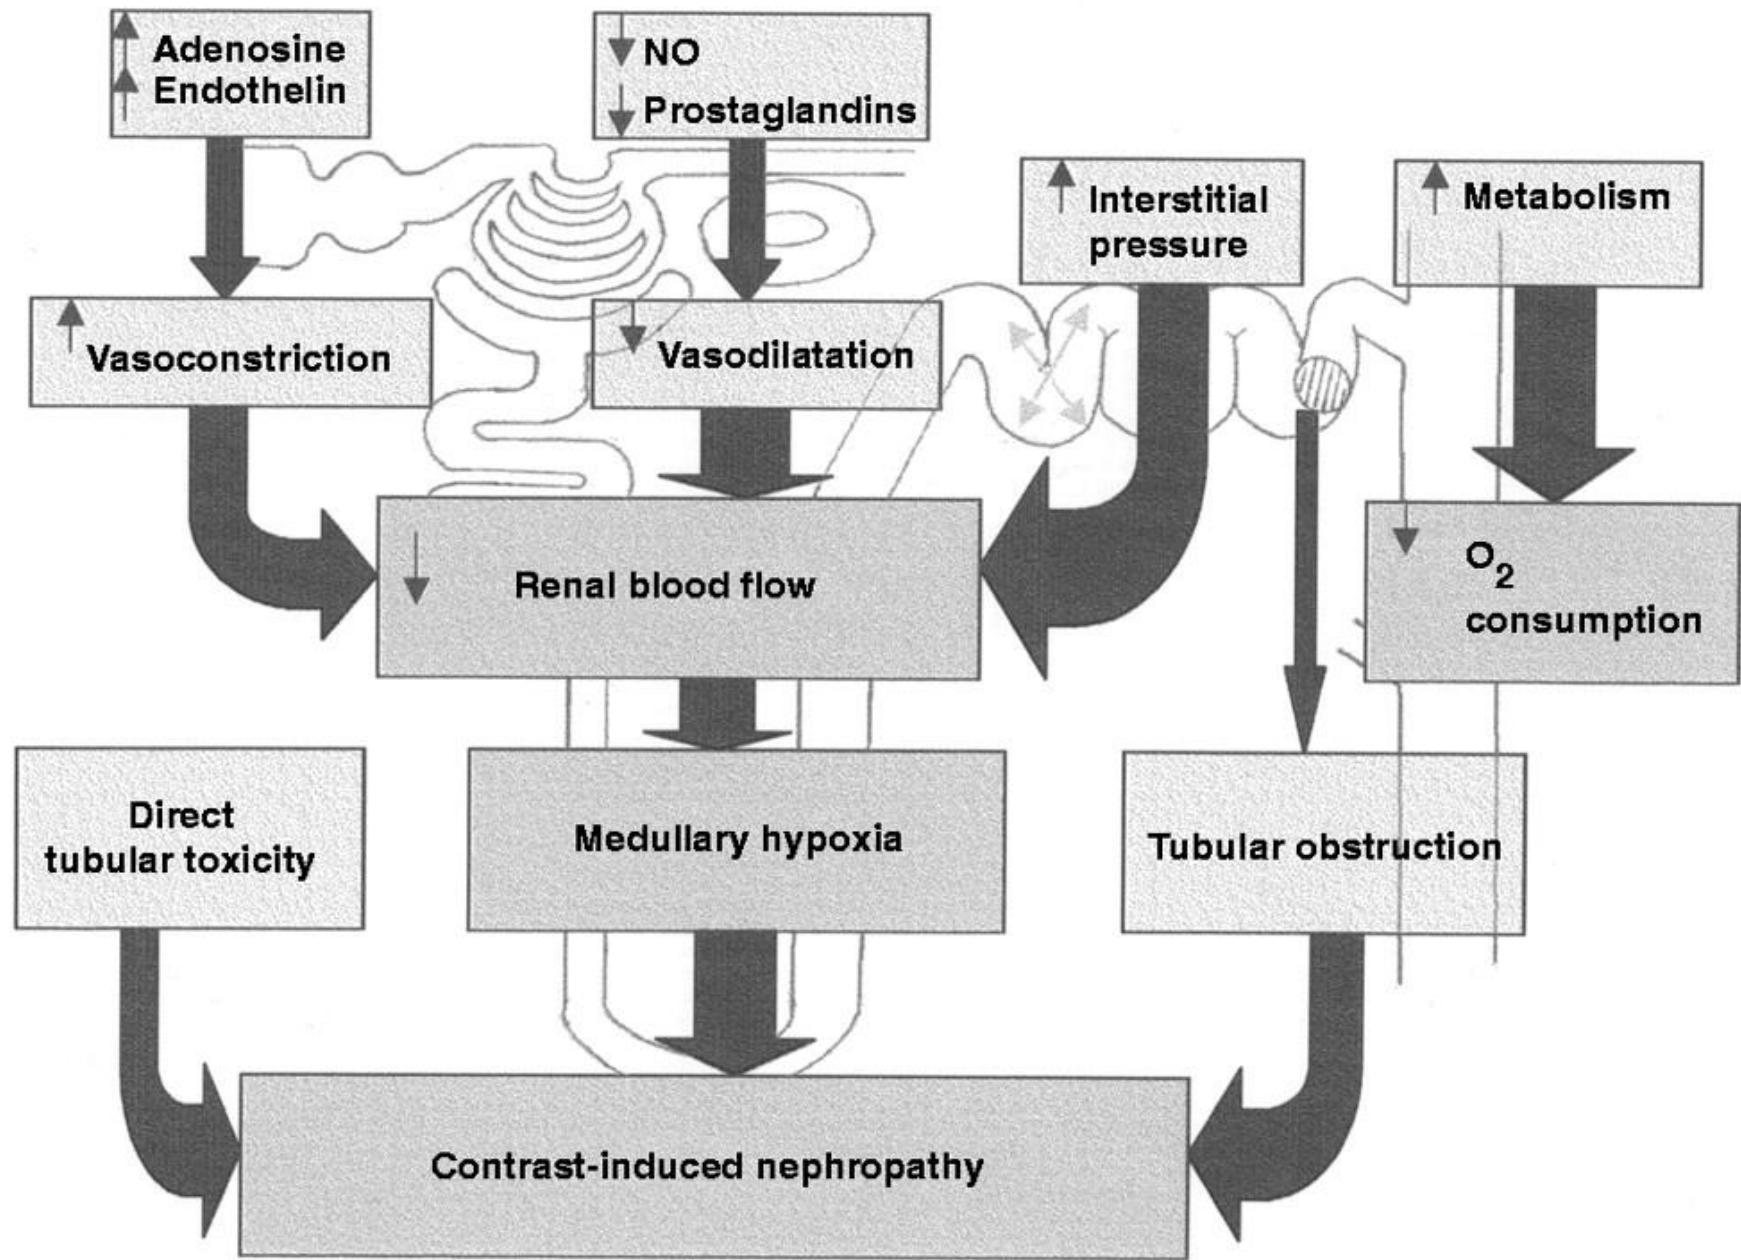 Adenosine
Endothelin
NO
Prostaglandins
Interstitial
pressure
Metabolism
Vasoconstriction
Vasodilatation
Renal blood flow
O2
consumption
Direct
tubular toxicity
Medullary hypoxia
Tubular obstruction
Contrast-induced nephropathy